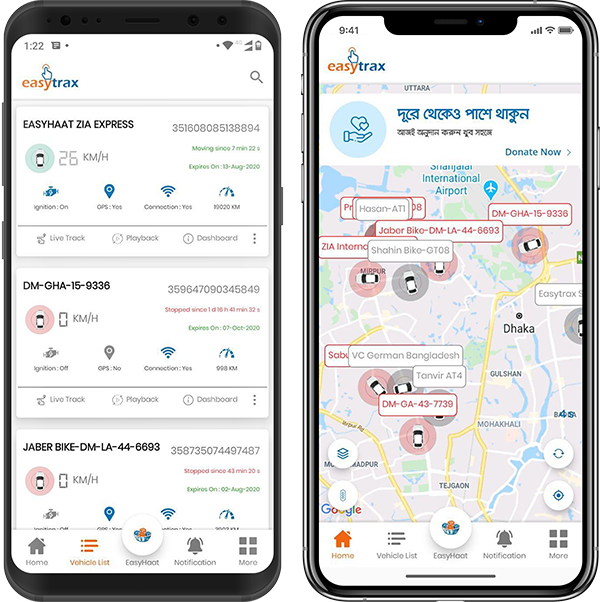 1:22
4G
easytrax
EASYHAAT ZIA EXPRESS
351608085138894
26 KM/H
Moving since 7 min 22 s
Expires On : 13-Aug-2020
Ignition : On
GPS : Yes
Connection : Yes
19020 KM
Live Track
Playback
Dashboard
DM-GHA-15-9336
359647090345849
0 KM/H
Stopped since 1 d 16 h 41 min 32 s
Expires On : 07-Oct-2020
Ignition : Off
GPS : No
Connection : Yes
998 KM
Live Track
Playback
Dashboard
JABER BIKE-DM-LA-44-6693
358735074497487
0 KM/H
Stopped since 43 min 20 s
Expires On : 02-Aug-2020
Home
Vehicle List
EasyHaat
Notification
More
9:41
easytrax
UTTARA
দূরে থেকেও পাশে থাকুন
আজই অনুদান করুন খুব সহজে
Donate Now
Shahjalal
International
Airport
Hasan-AT1
08
DM-GHA-15-9336
Jabor Bike-DM-LA-44-6693
ZIA Interna
Shahin Bike-GT08
MIRPUR
Easytrax S
Dhaka
Sabu
VC German Bangladesh
Tanvir AT4
GULSHAN
DM-GA-43-7739
MOHAKHALI
MADPUR
TEJGAON
Google
Home
Vehicle List
EasyHaat
Notification
More